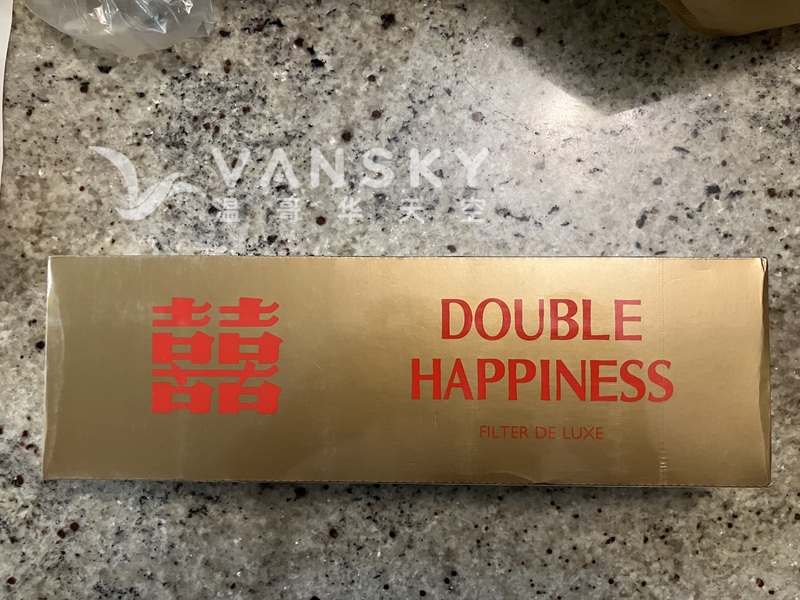 VANSKY
温哥华天空
囍
DOUBLE
HAPPINESS
FILTER DE LUXE